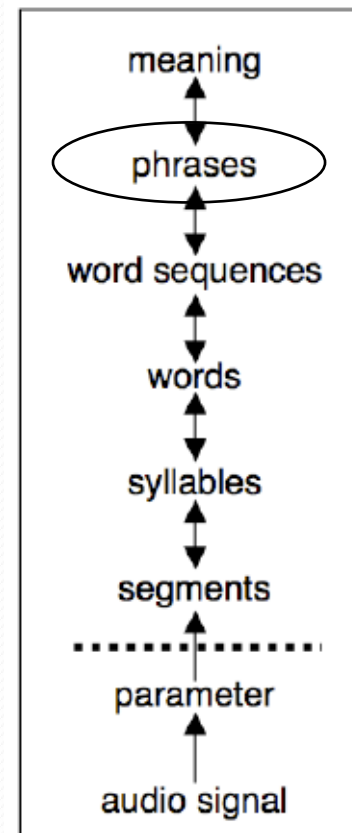 meaning
phrases
word sequences
words
syllables
segments
parameter
audio signal